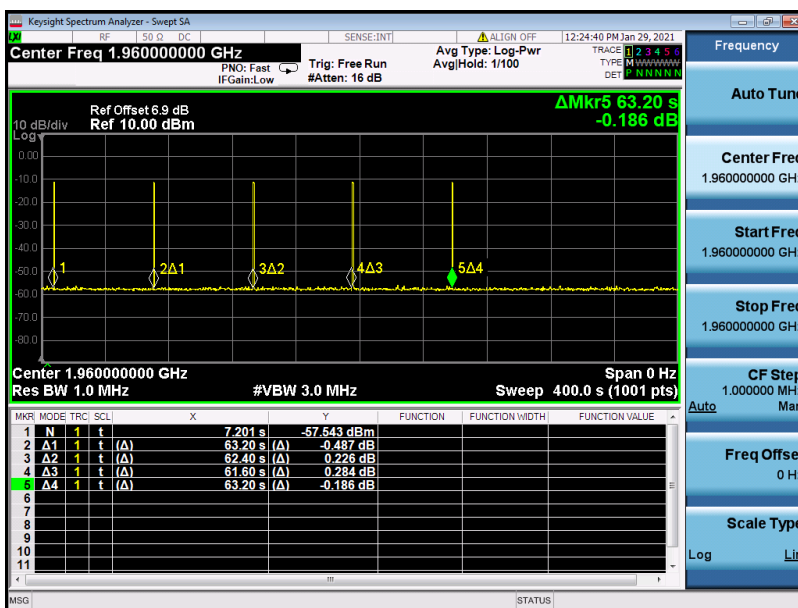 Keysight Spectrum Analyzer - Swept SA
LXI RF 50 Ω DC SENSE:INT ALIGN OFF 12:24:40 PM Jan 29, 2021
Center Freq 1.960000000 GHz
PNO: Fast
IFGain:Low
Trig: Free Run
#Atten: 16 dB
Avg Type: Log-Pwr
Avg|Hold: 1/100
TRACE 1 2 3 4 5 6
TYPE M WWWWW
DET P N N N N N
Ref Offset 6.9 dB
10 dB/div Ref 10.00 dBm
Log
ΔMkr5 63.20 s
-0.186 dB
0.00
-10.0
-20.0
-30.0
-40.0
-50.0
-60.0
-70.0
-80.0
1
2Δ1
3Δ2
4Δ3
5Δ4
Center 1.960000000 GHz Span 0 Hz
Res BW 1.0 MHz #VBW 3.0 MHz Sweep 400.0 s (1001 pts)
MKR MODE TRC SCL X Y FUNCTION FUNCTION WIDTH FUNCTION VALUE
1 N 1 t 7.201 s -57.543 dBm
2 Δ1 1 t (Δ) 63.20 s (Δ) -0.487 dB
3 Δ2 1 t (Δ) 62.40 s (Δ) 0.226 dB
4 Δ3 1 t (Δ) 61.60 s (Δ) 0.284 dB
5 Δ4 1 t (Δ) 63.20 s (Δ) -0.186 dB
6
7
8
9
10
11
MSG STATUS
Frequency
Auto Tune
Center Freq
1.960000000 GH
Start Freq
1.960000000 GH
Stop Freq
1.960000000 GH
CF Step
1.000000 MH
Auto Man
Freq Offse
0 H
Scale Type
Log Lin